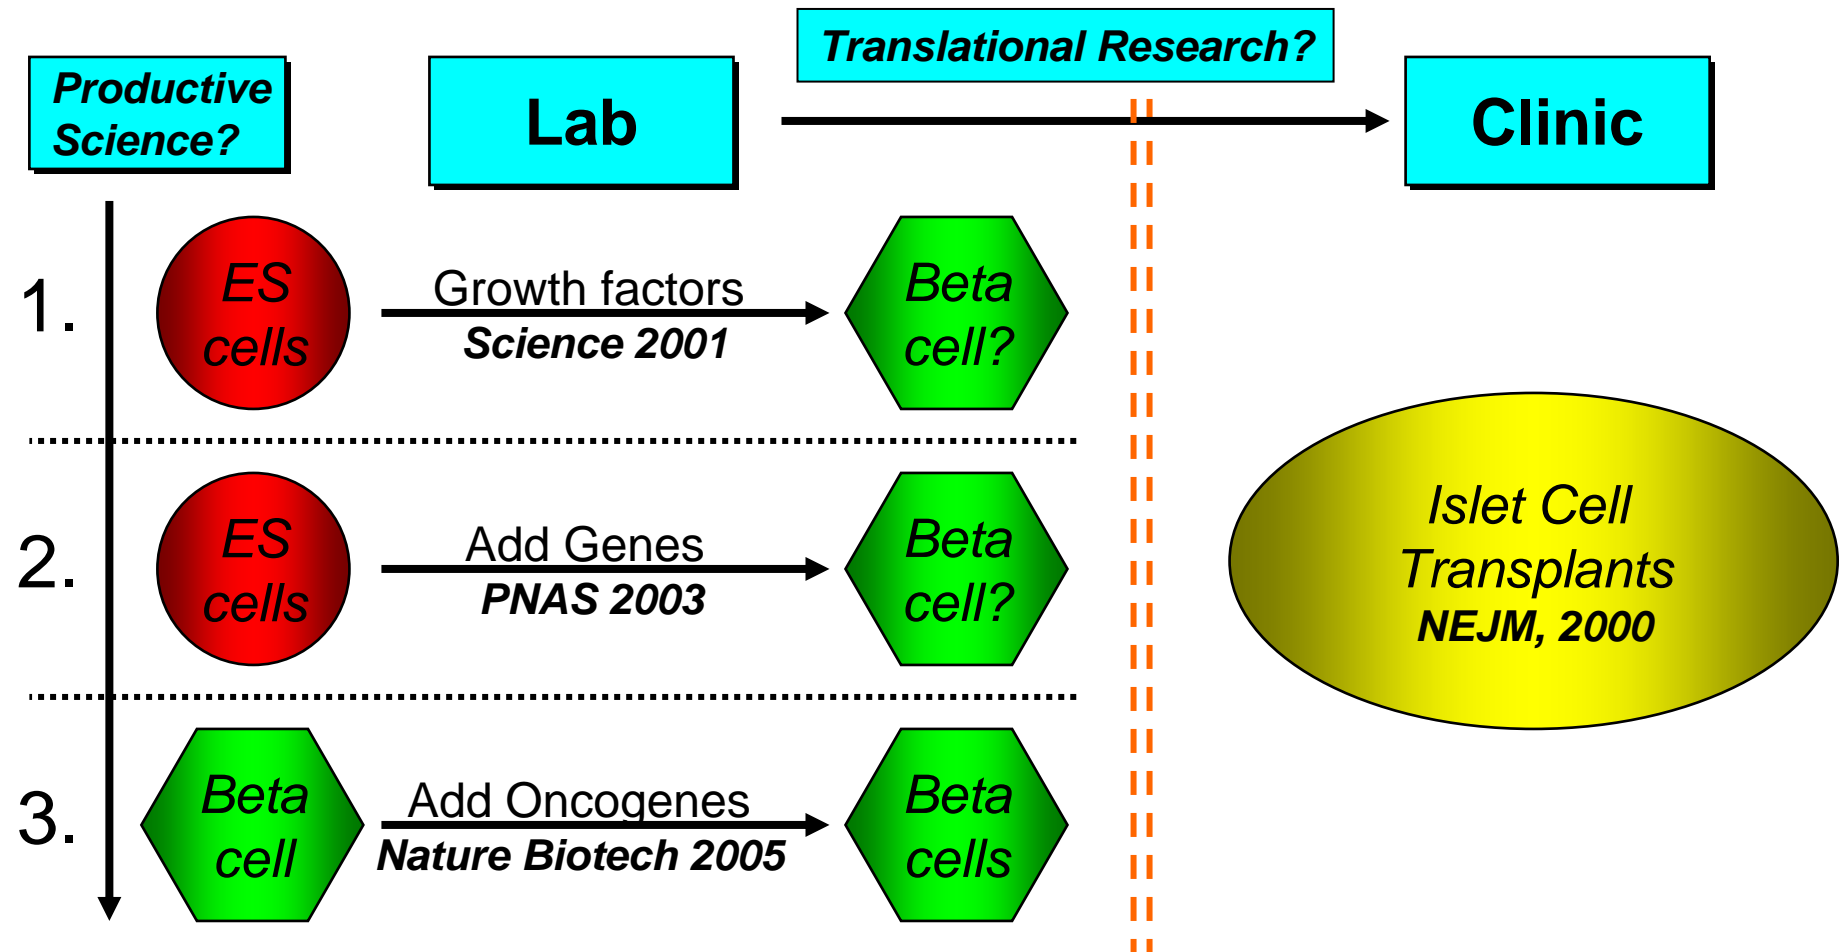 Productive
Science?
Lab
Translational Research?
Clinic
1.
ES
cells
Growth factors
Science 2001
Beta
cell?
2.
ES
cells
Add Genes
PNAS 2003
Beta
cell?
3.
Beta
cell
Add Oncogenes
Nature Biotech 2005
Beta
cells
Islet Cell
Transplants
NEJM, 2000